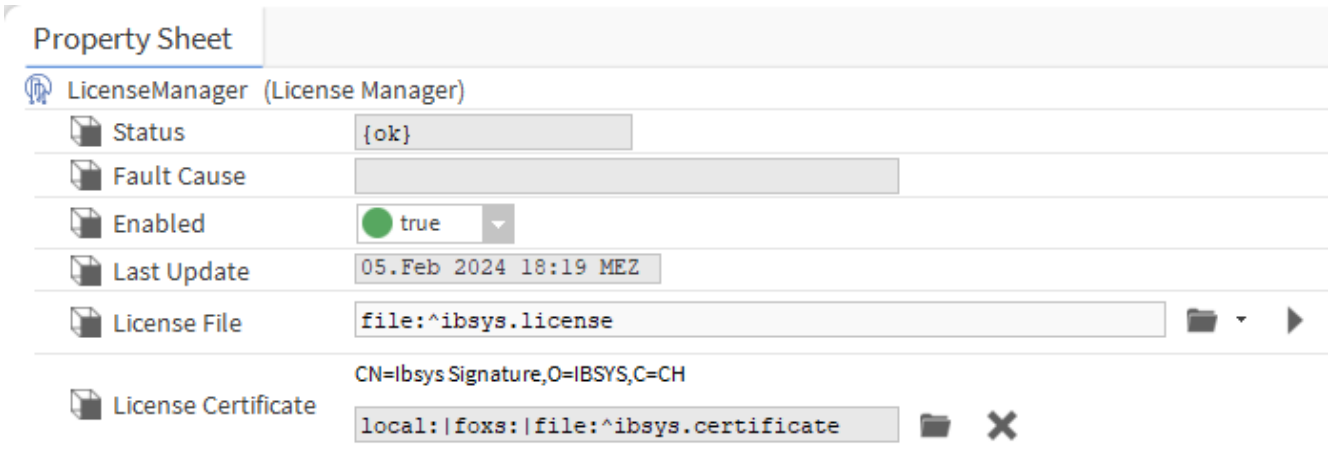 Property Sheet
LicenseManager (License Manager)
Status {ok}
Fault Cause
Enabled true
Last Update 05.Feb 2024 18:19 MEZ
License File file:^ibsys.license
CN=Ibsys Signature,O=IBSYS,C=CH
License Certificate
local:|foxs:|file:^ibsys.certificate